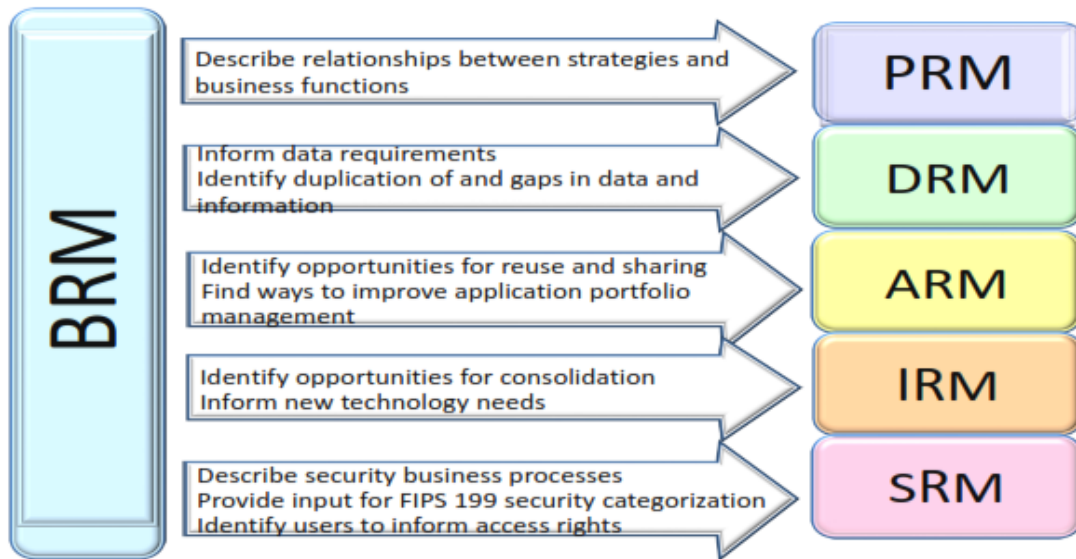 BRM
Describe relationships between strategies and
business functions
PRM
Inform data requirements
Identify duplication of and gaps in data and
information
DRM
Identify opportunities for reuse and sharing
Find ways to improve application portfolio
management
ARM
Identify opportunities for consolidation
Inform new technology needs
IRM
Describe security business processes
Provide input for FIPS 199 security categorization
Identify users to inform access rights
SRM